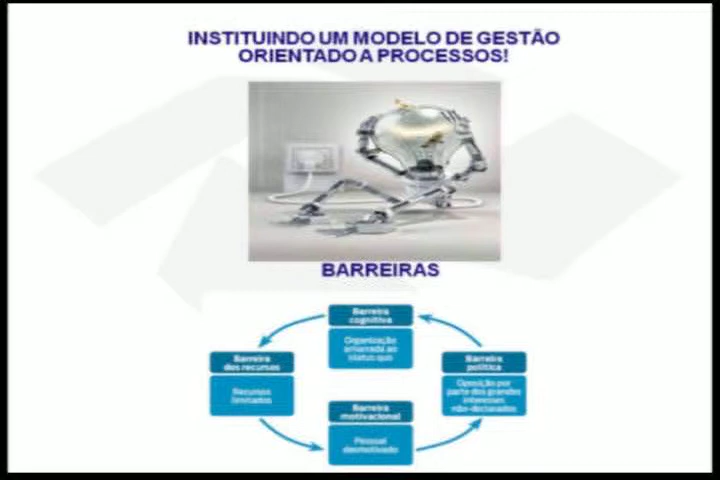 INSTITUINDO UM MODELO DE GESTÃO
ORIENTADO A PROCESSOS!
BARREIRAS
Barreira
cognitiva
Organização
amarrada ao
status quo
Barreira
dos recursos
Recursos
limitados
Barreira
política
Oposição por
parte dos grandes
interesses
não-declarados
Barreira
motivacional
Pessoal
desmotivado